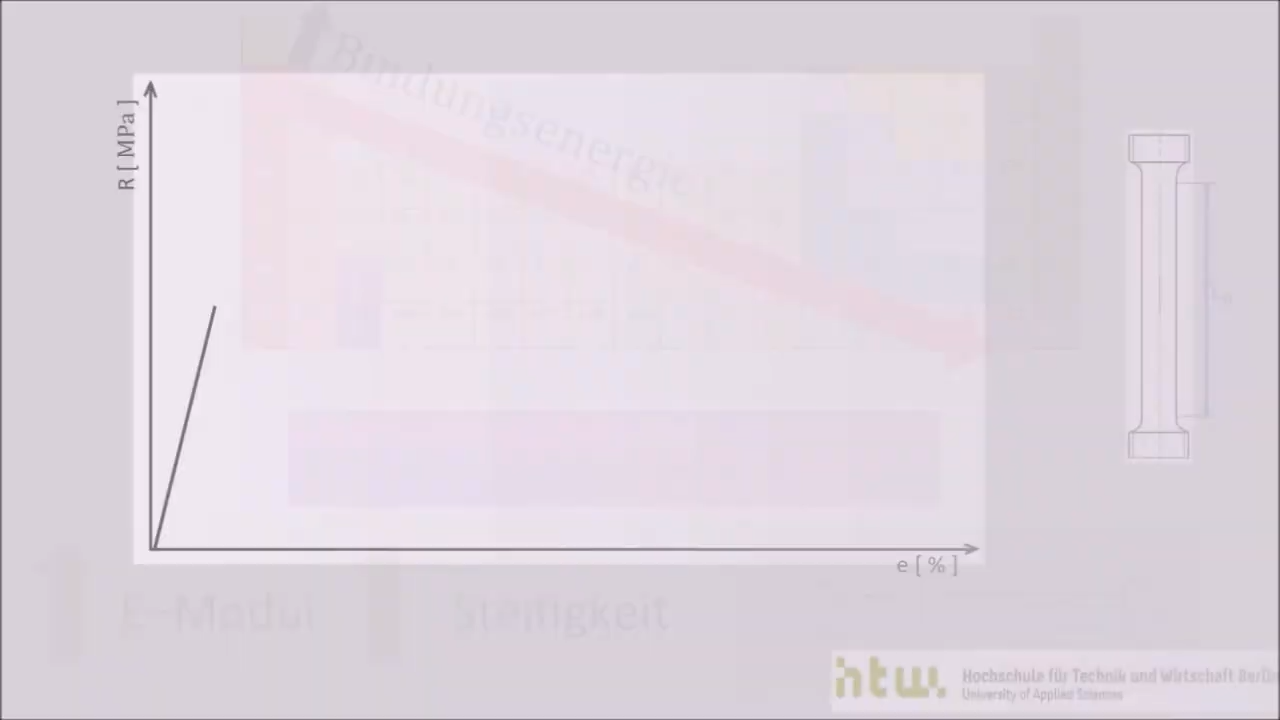 Bindungsenergie
R [ MPa ]
e [ % ]
E-Modul
Steifigkeit
htw.
Hochschule für Technik und Wirtschaft Berlin
University of Applied Sciences